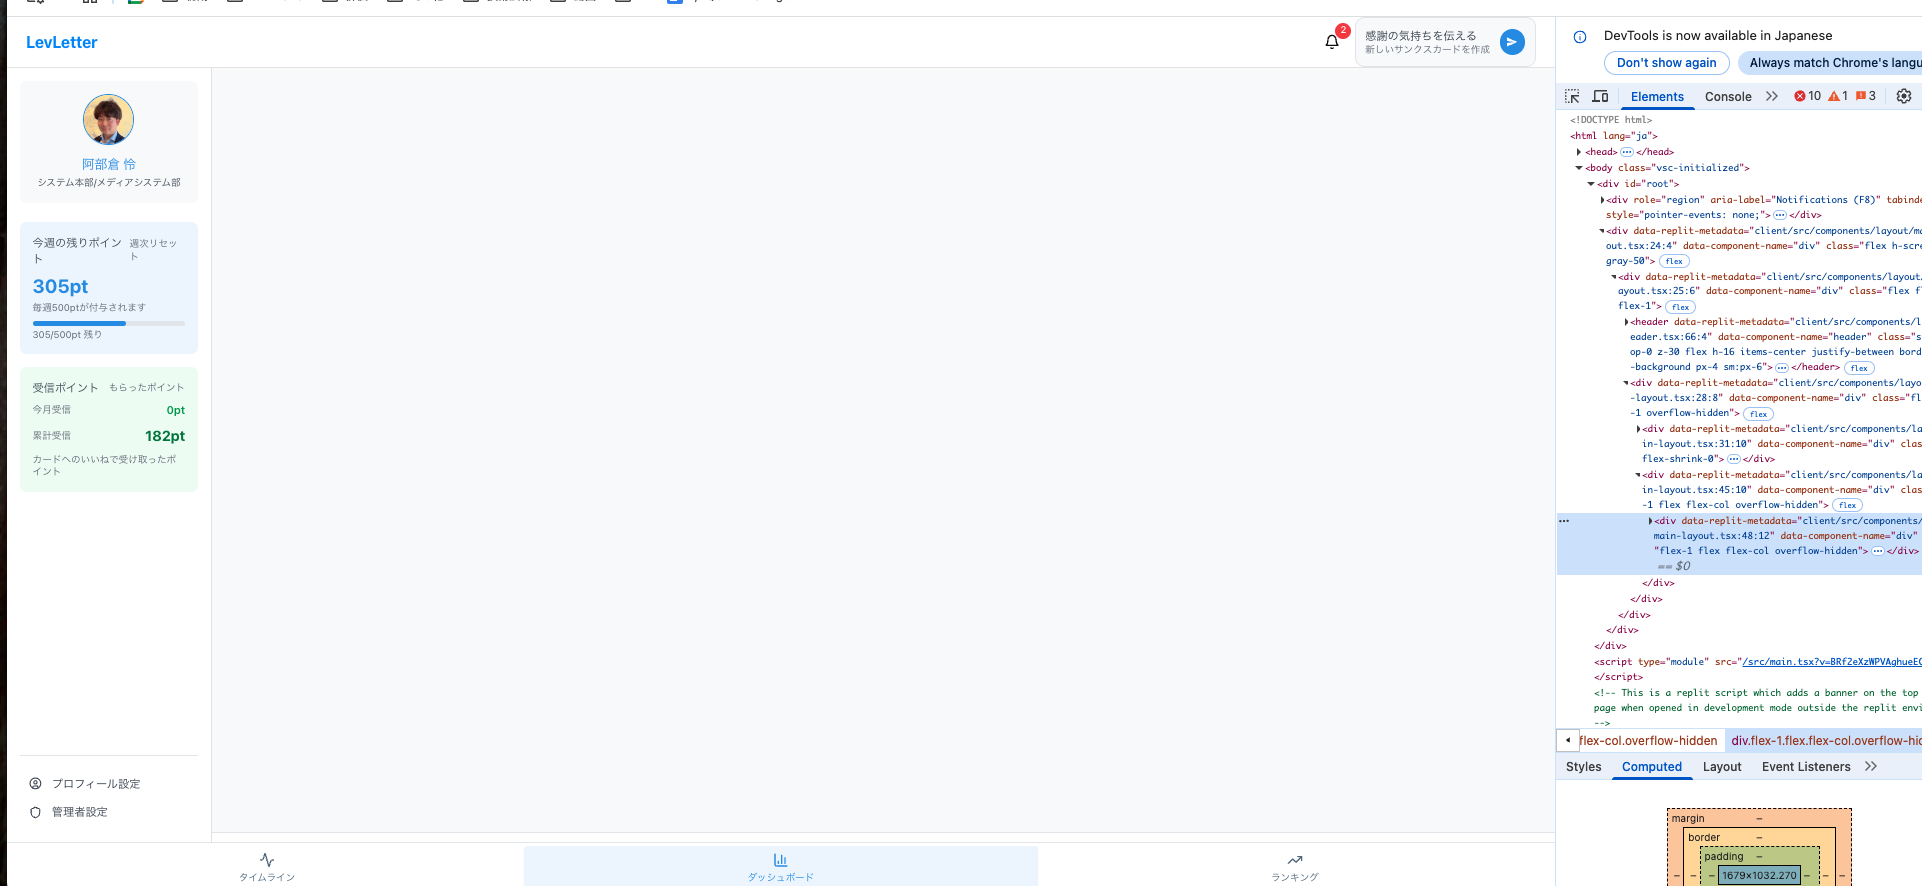 LevLetter
2
感謝の気持ちを伝える
新しいサンクスカードを作成
阿部倉 怜
システム本部/メディアシステム部
今週の残りポイン
ト
週次リセッ
ト
305pt
毎週500ptが付与されます
305/500pt 残り
受信ポイント もらったポイント
今月受信 0pt
累計受信 182pt
カードへのいいねで受け取ったポ
イント
プロフィール設定
管理者設定
タイムライン
ダッシュボード
ランキング
DevTools is now available in Japanese
Don't show again
Always match Chrome's langu
Elements Console 10 1 3
<!DOCTYPE html>
<html lang="ja">
<head> ⋯ </head>
<body class="vsc-initialized">
<div id="root">
<div role="region" aria-label="Notifications (F8)" tabinde
style="pointer-events: none;"> ⋯ </div>
<div data-replit-metadata="client/src/components/layout/ma
out.tsx:24:4" data-component-name="div" class="flex h-scre
gray-50"> flex
<div data-replit-metadata="client/src/components/layout/
ayout.tsx:25:6" data-component-name="div" class="flex fl
flex-1"> flex
<header data-replit-metadata="client/src/components/l
eader.tsx:66:4" data-component-name="header" class="s
op-0 z-30 flex h-16 items-center justify-between bord
-background px-4 sm:px-6"> ⋯ </header> flex
<div data-replit-metadata="client/src/components/layo
-layout.tsx:28:8" data-component-name="div" class="fl
-1 overflow-hidden"> flex
<div data-replit-metadata="client/src/components/la
in-layout.tsx:31:10" data-component-name="div" clas
flex-shrink-0"> ⋯ </div>
<div data-replit-metadata="client/src/components/la
in-layout.tsx:45:10" data-component-name="div" clas
-1 flex flex-col overflow-hidden"> flex
<div data-replit-metadata="client/src/components/
main-layout.tsx:48:12" data-component-name="div"
"flex-1 flex flex-col overflow-hidden"> ⋯ </div>
== $0
</div>
</div>
</div>
</div>
</div>
<script type="module" src="/src/main.tsx?v=BRf2eXzWPVAghueEC
</script>
<!-- This is a replit script which adds a banner on the top
page when opened in development mode outside the replit envi
-->
flex-col.overflow-hidden div.flex-1.flex.flex-col.overflow-hid
Styles Computed Layout Event Listeners
margin –
border –
padding –
– – – 1679×1032.270 – – –